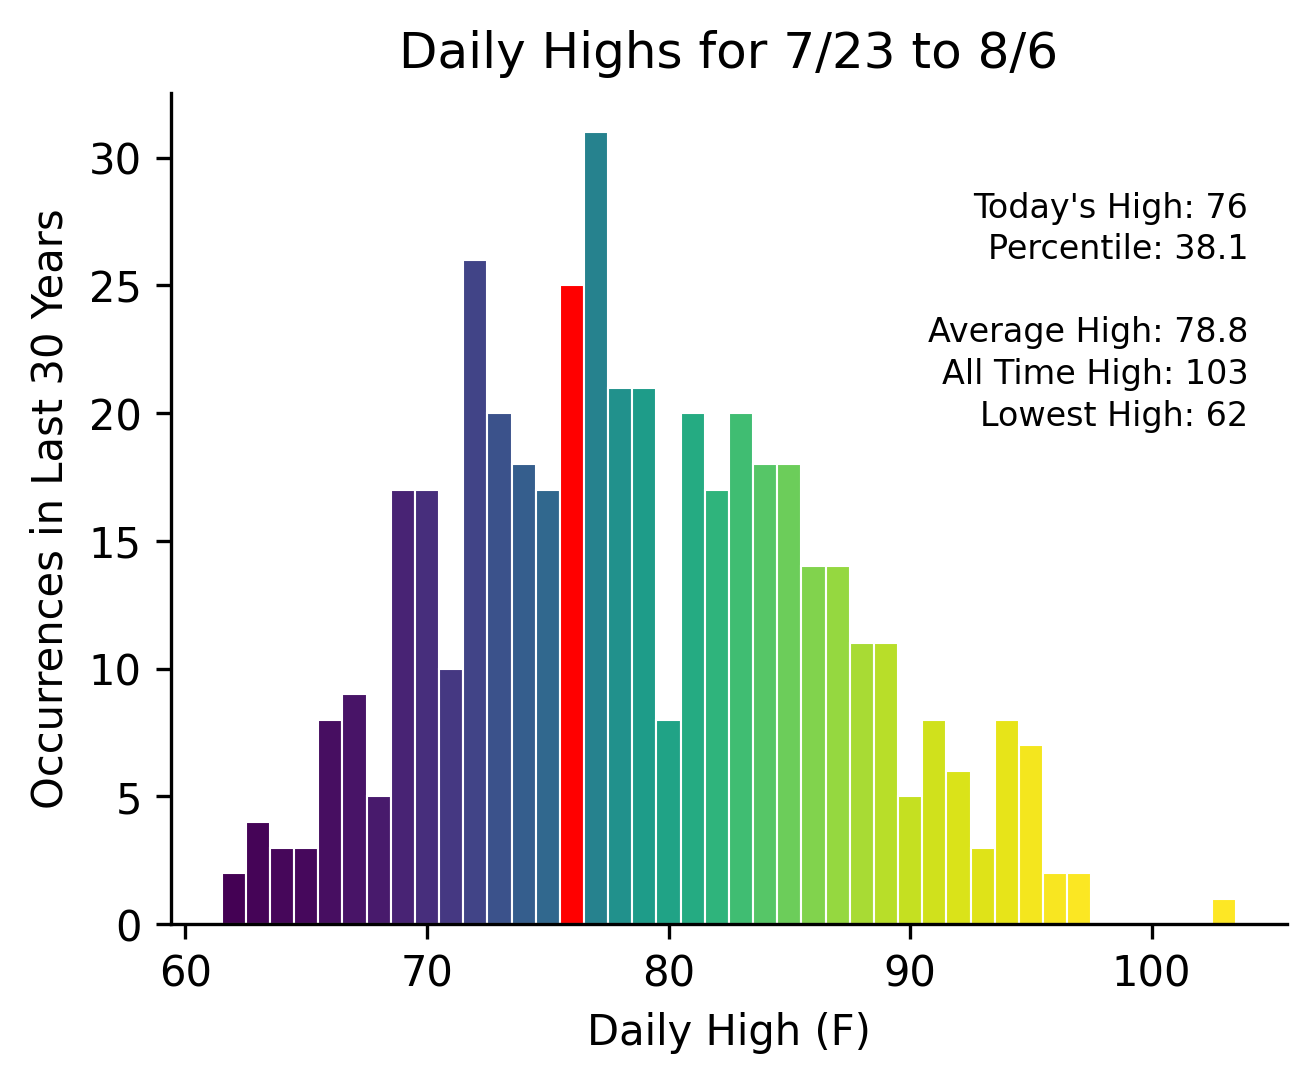 Daily Highs for 7/23 to 8/6
30
25
20
15
10
5
0
Occurrences in Last 30 Years
Today's High: 76
Percentile: 38.1
Average High: 78.8
All Time High: 103
Lowest High: 62
60 70 80 90 100
Daily High (F)